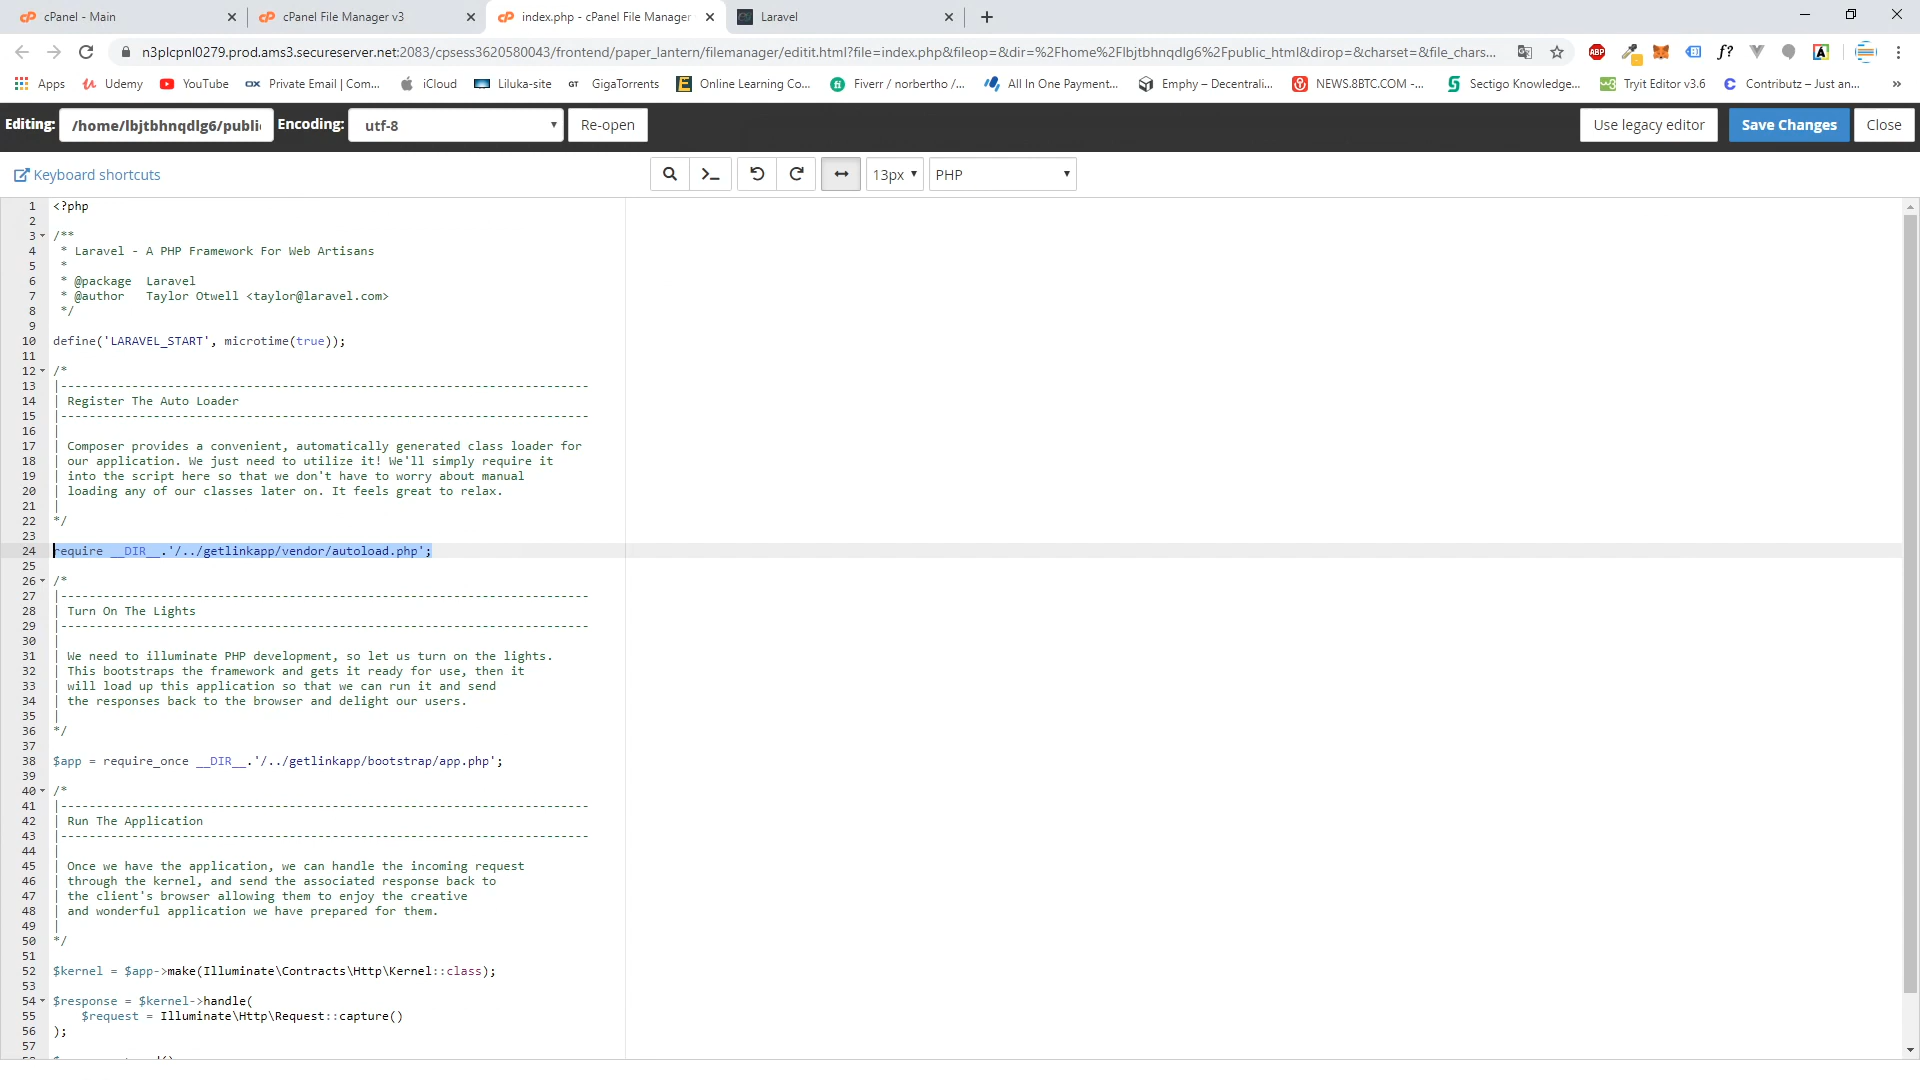 cPanel - Main
cPanel File Manager v3
index.php - cPanel File Manager
Laravel
n3plcpnl0279.prod.ams3.secureserver.net:2083/cpsess3620580043/frontend/paper_lantern/filemanager/editit.html?file=index.php&fileop=&dir=%2Fhome%2Flbjtbhnqdlg6%2Fpublic_html&dirop=&charset=&file_chars...
Apps
Udemy
YouTube
Private Email | Com...
iCloud
Liluka-site
GigaTorrents
Online Learning Co...
Fiverr / norbertho /...
All In One Payment...
Emphy – Decentrali...
NEWS.8BTC.COM -...
Sectigo Knowledge...
Tryit Editor v3.6
Contributz – Just an...
»
Editing: /home/lbjtbhnqdlg6/publi Encoding: utf-8 Re-open Use legacy editor Save Changes Close
Keyboard shortcuts 13px PHP
1 <?php
2
3 /**
4 * Laravel - A PHP Framework For Web Artisans
5 *
6 * @package Laravel
7 * @author Taylor Otwell <taylor@laravel.com>
8 */
9
10 define('LARAVEL_START', microtime(true));
11
12 /*
13 |--------------------------------------------------------------------------
14 | Register The Auto Loader
15 |--------------------------------------------------------------------------
16 |
17 | Composer provides a convenient, automatically generated class loader for
18 | our application. We just need to utilize it! We'll simply require it
19 | into the script here so that we don't have to worry about manual
20 | loading any of our classes later on. It feels great to relax.
21 |
22 */
23
24 require __DIR__.'/../getlinkapp/vendor/autoload.php';
25
26 /*
27 |--------------------------------------------------------------------------
28 | Turn On The Lights
29 |--------------------------------------------------------------------------
30 |
31 | We need to illuminate PHP development, so let us turn on the lights.
32 | This bootstraps the framework and gets it ready for use, then it
33 | will load up this application so that we can run it and send
34 | the responses back to the browser and delight our users.
35 |
36 */
37
38 $app = require_once __DIR__.'/../getlinkapp/bootstrap/app.php';
39
40 /*
41 |--------------------------------------------------------------------------
42 | Run The Application
43 |--------------------------------------------------------------------------
44 |
45 | Once we have the application, we can handle the incoming request
46 | through the kernel, and send the associated response back to
47 | the client's browser allowing them to enjoy the creative
48 | and wonderful application we have prepared for them.
49 |
50 */
51
52 $kernel = $app->make(Illuminate\Contracts\Http\Kernel::class);
53
54 $response = $kernel->handle(
55 $request = Illuminate\Http\Request::capture()
56 );
57